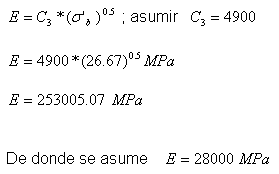 E = C₃ * (σ'ᵦ)^0.5 ; asumir C₃ = 4900
E = 4900 * (26.67)^0.5 MPa
E = 253005.07 MPa
De donde se asume E = 28000 MPa